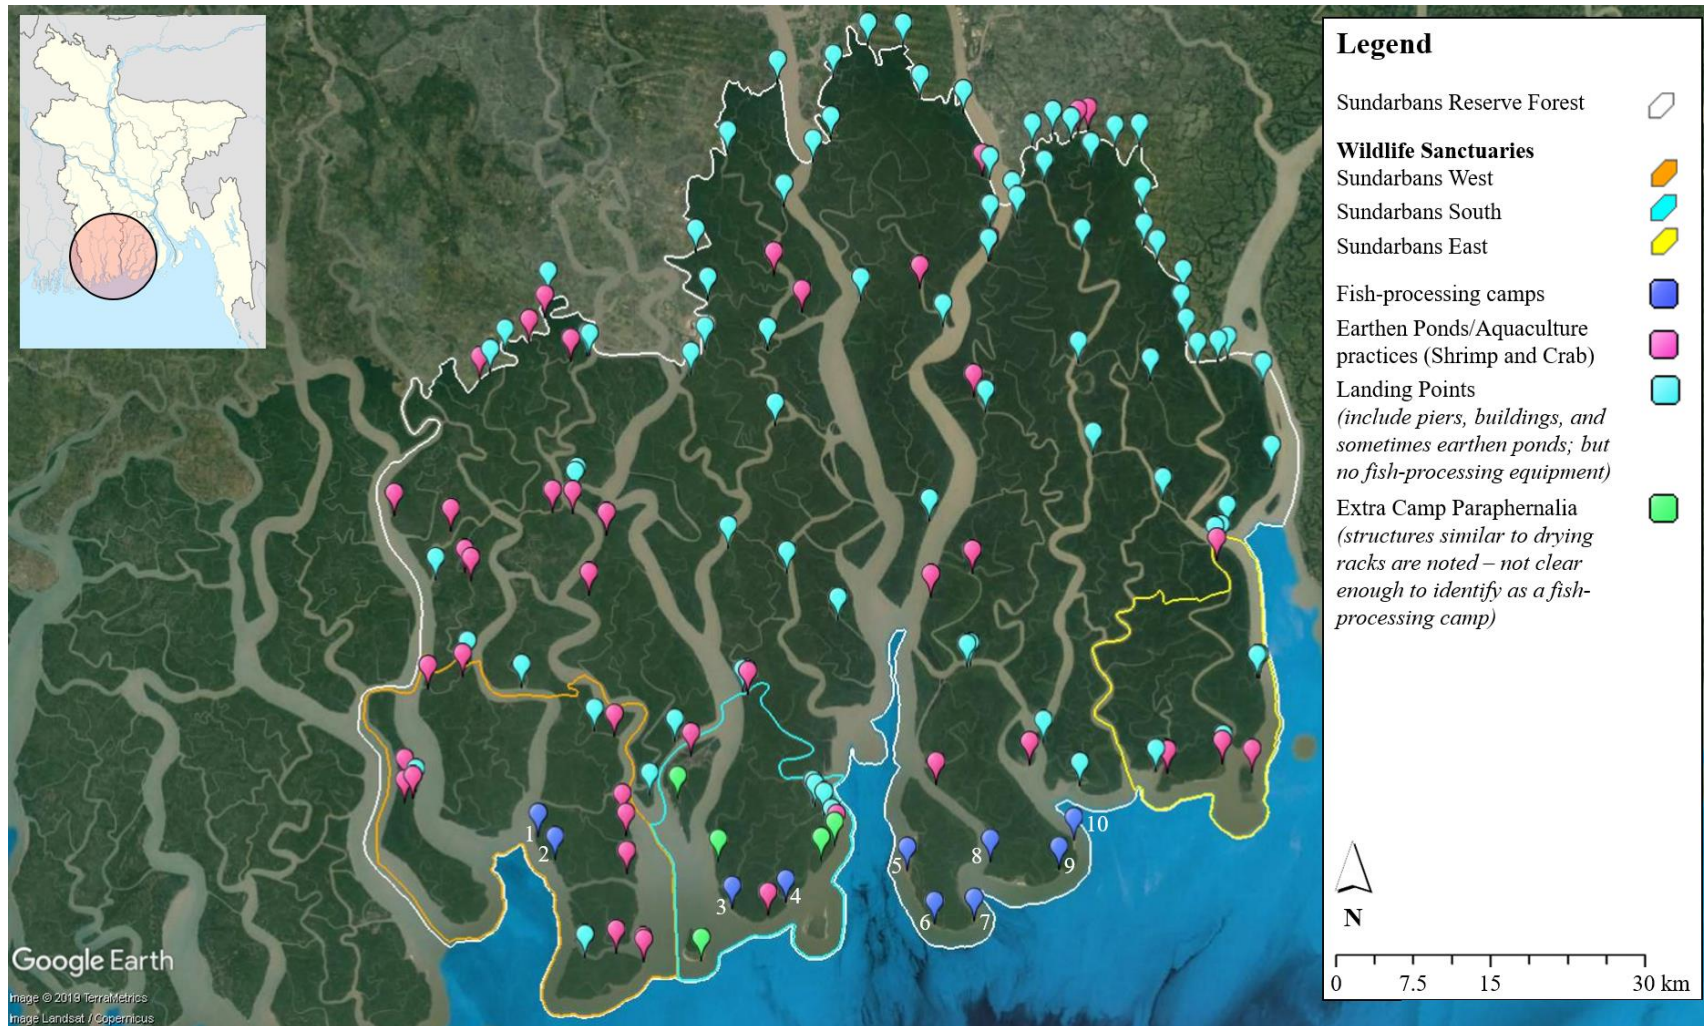 Legend
Sundarbans Reserve Forest
Wildlife Sanctuaries
Sundarbans West
Sundarbans South
Sundarbans East
Fish-processing camps
Earthen Ponds/Aquaculture
practices (Shrimp and Crab)
Landing Points
(include piers, buildings, and
sometimes earthen ponds; but
no fish-processing equipment)
Extra Camp Paraphernalia
(structures similar to drying
racks are noted – not clear
enough to identify as a fish-
processing camp)
N
0 7.5 15 30 km
1
2
3
4
5
6
7
8
9
10
Google Earth
Image © 2019 TerraMetrics
Image Landsat / Copernicus